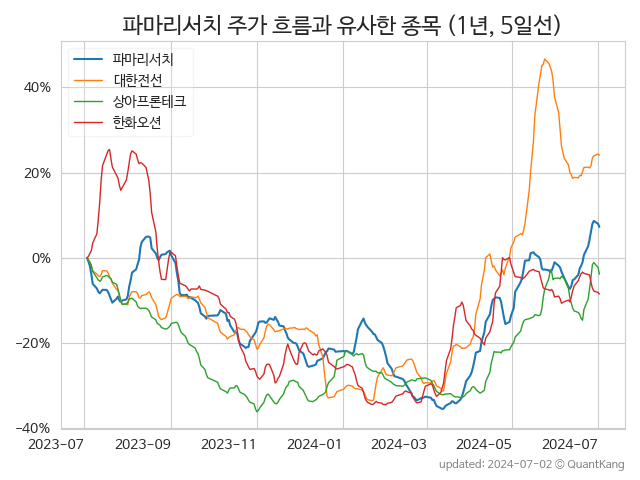 파마리서치 주가 흐름과 유사한 종목 (1년, 5일선)
파마리서치
대한전선
상아프론테크
한화오션
40%
20%
0%
−20%
−40%
2023-07 2023-09 2023-11 2024-01 2024-03 2024-05 2024-07
updated: 2024-07-02 © QuantKang